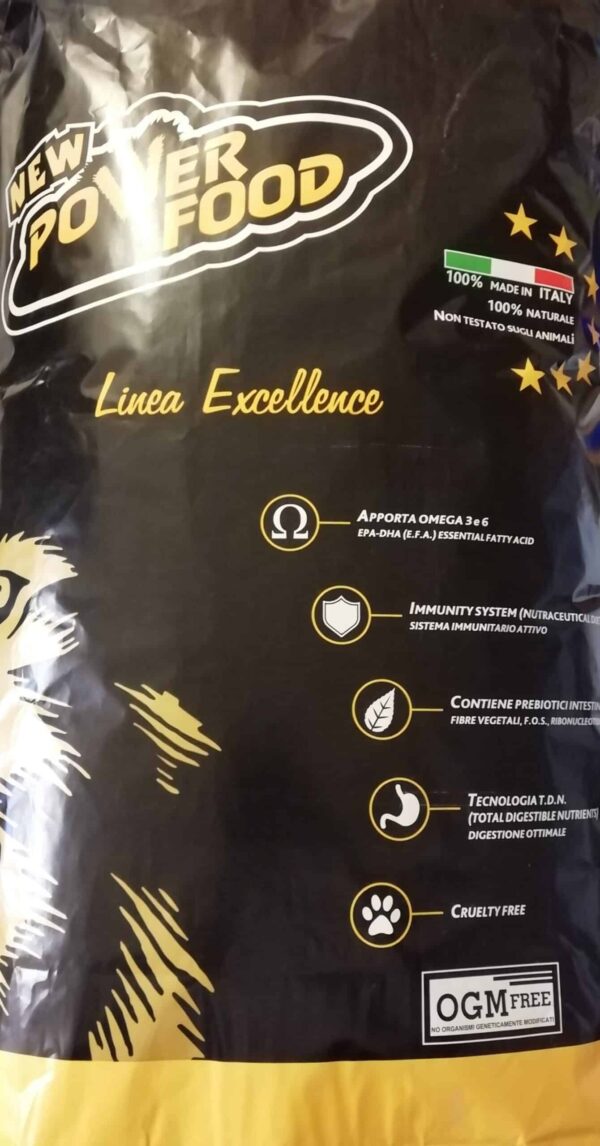 NEW
POWER
FOOD
100% MADE IN ITALY
100% NATURALE
NON TESTATO SUGLI ANIMALI
Linea Excellence
Ω
APPORTA OMEGA 3 e 6
EPA-DHA (E.F.A.) ESSENTIAL FATTY ACID
IMMUNITY SYSTEM (NUTRACEUTICAL
SISTEMA IMMUNITARIO ATTIVO
CONTIENE PREBIOTICI
FIBRE VEGETALI, F.O.S.,
TECNOLOGIA T.D.N.
(TOTAL DIGESTIBLE NUTRIENTS)
DIGESTIONE OTTIMALE
CRUELTY FREE
OGM FREE
NO ORGANISMI GENETICAMENTE MODIFICATI